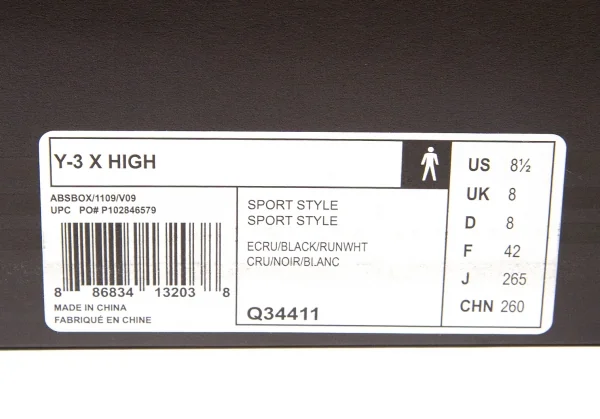 Y-3 X HIGH
ABSBOX/1109/V09
UPC PO# P102846579
8 86834 13203 8
MADE IN CHINA
FABRIQUÉ EN CHINE
SPORT STYLE
SPORT STYLE
ECRU/BLACK/RUNWHT
CRU/NOIR/BLANC
Q34411
US 8½
UK 8
D 8
F 42
J 265
CHN 260